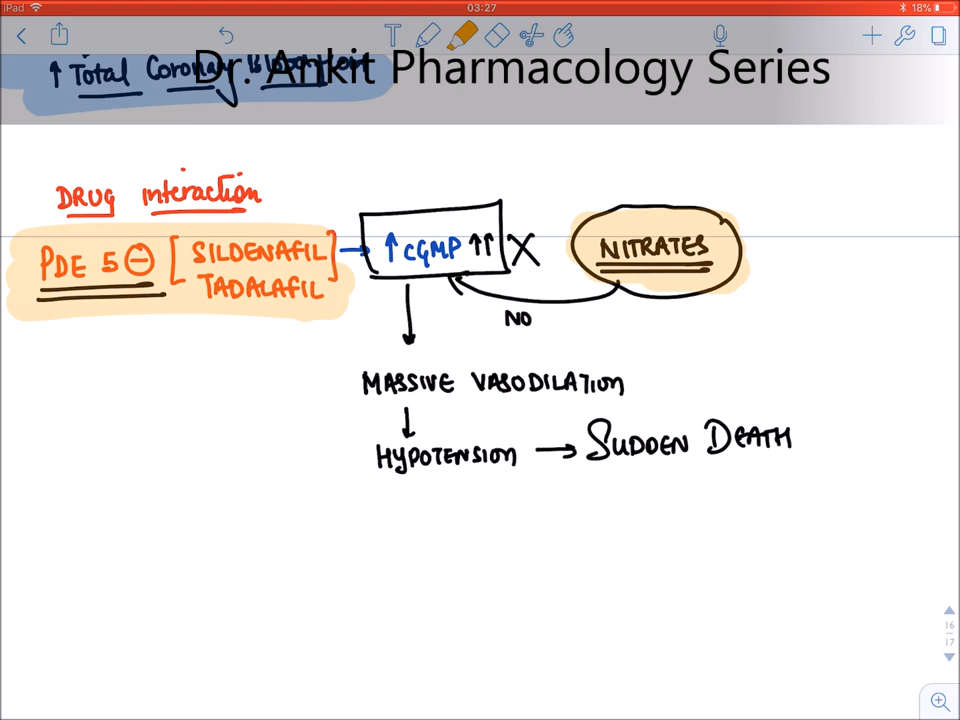 iPad 03:27 18%
Dr. Ankit Pharmacology Series
↑ Total Coronary
DRUG interaction
PDE 5 ⊖ [ SILDENAFIL TADALAFIL ] → ↑ cGMP ↑↑ X NITRATES
NO
MASSIVE VASODILATION
HYPOTENSION → SUDDEN DEATH
16
17